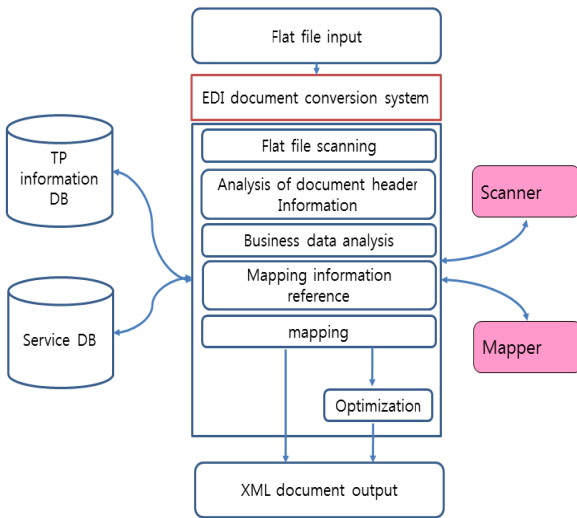 Flat file input
EDI document conversion system
Flat file scanning
TP
information
DB
Analysis of document header
Information
Scanner
Business data analysis
Mapping information
reference
Service DB
mapping
Mapper
Optimization
XML document output